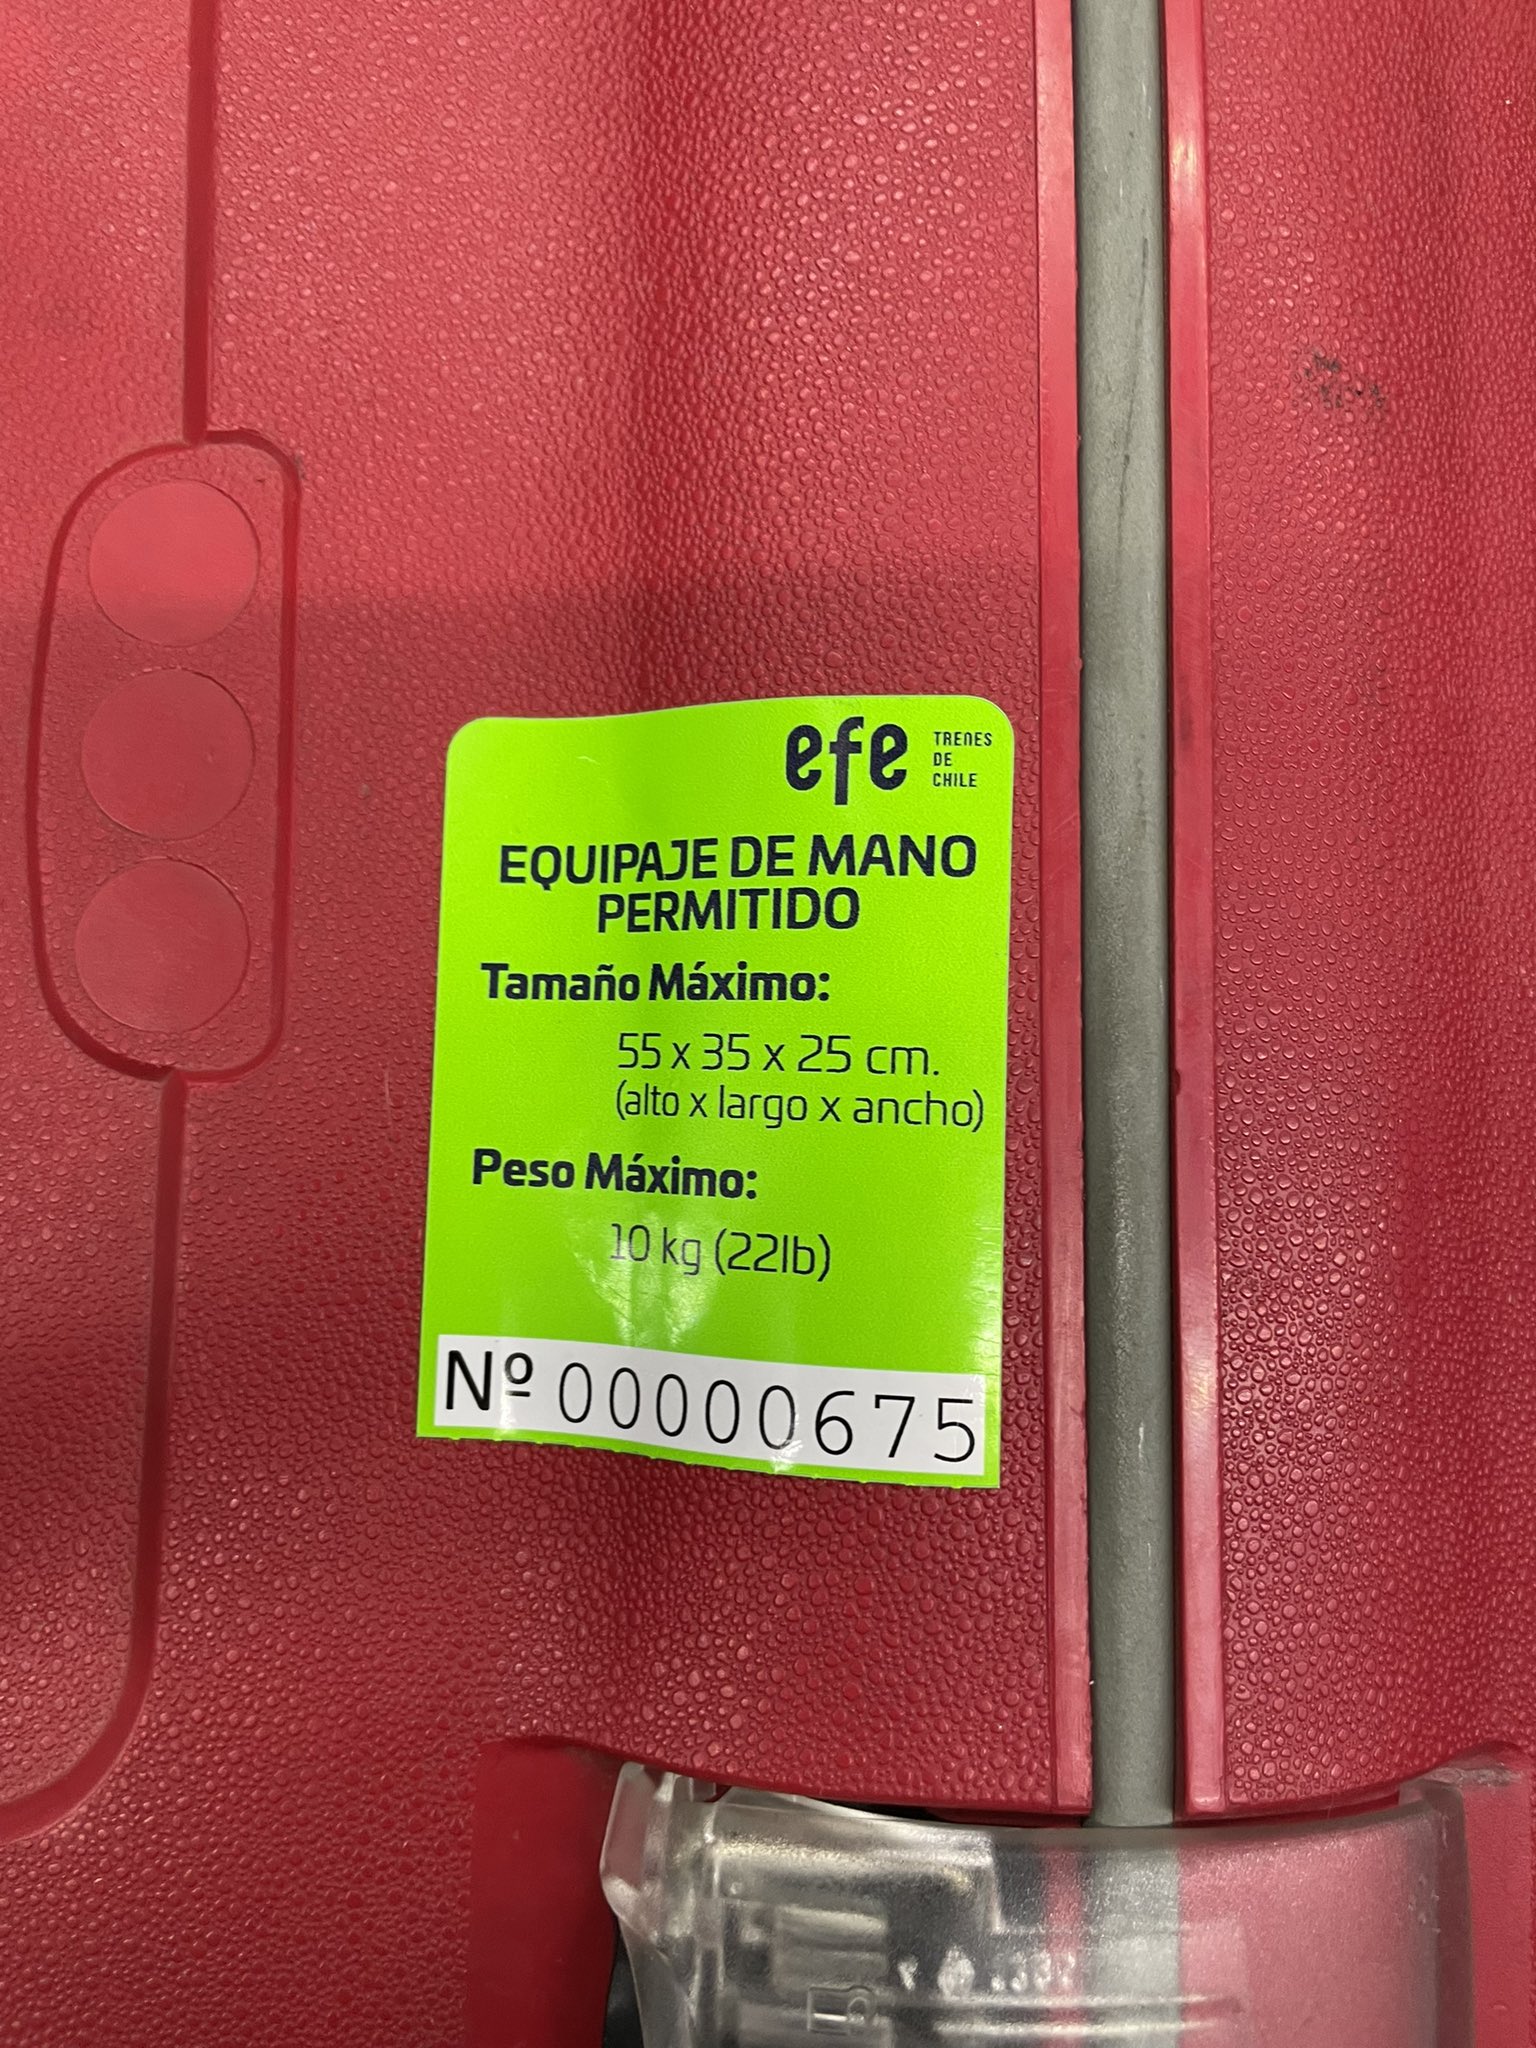 efe TRENES
DE
CHILE
EQUIPAJE DE MANO
PERMITIDO
Tamaño Máximo:
55 x 35 x 25 cm.
(alto x largo x ancho)
Peso Máximo:
10 kg (22lb)
Nº 00000675